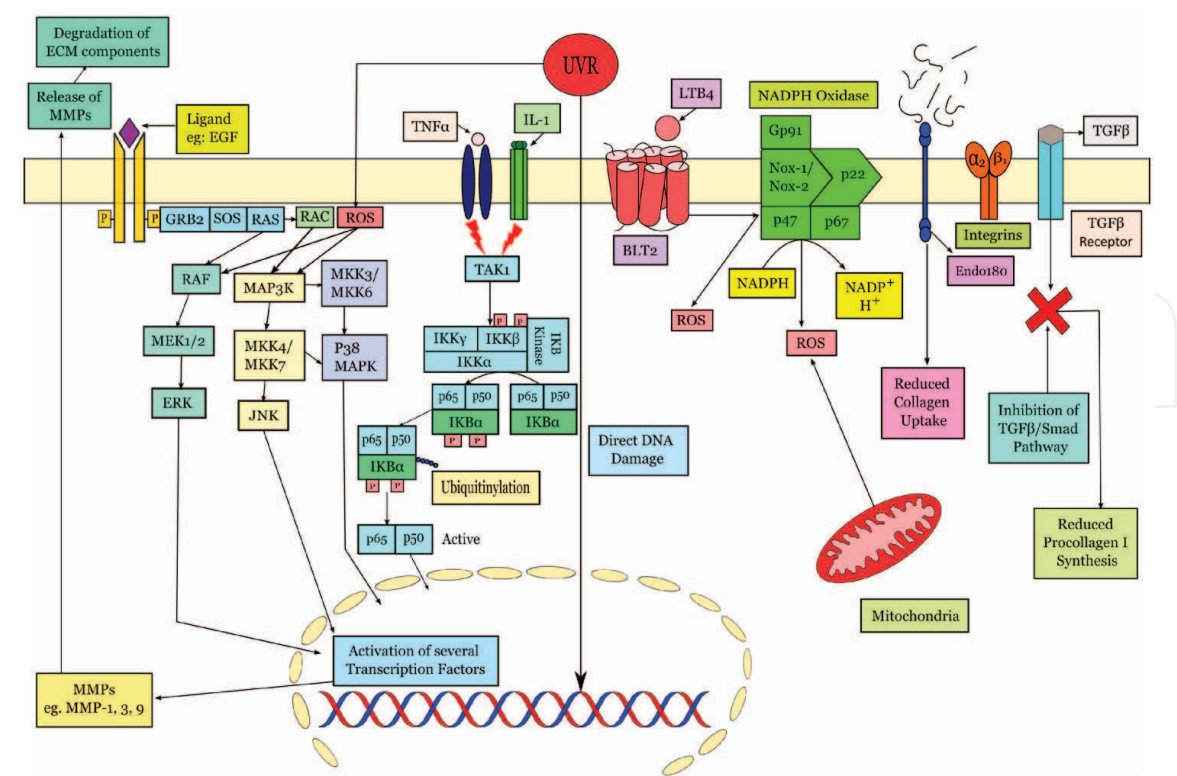 Degradation of
ECM components
Release of
MMPs
Ligand
eg: EGF
UVR
TNFα
IL-1
LTB4
NADPH Oxidase
Gp91
Nox-1/
Nox-2
p22
p47
p67
α2
β1
TGFβ
P
P
GRB2
SOS
RAS
RAC
ROS
BLT2
Integrins
Endo180
TGFβ
Receptor
RAF
MAP3K
MKK3/
MKK6
TAK1
NADPH
NADP+
H+
ROS
ROS
MEK1/2
MKK4/
MKK7
P38
MAPK
P
P
IKKγ
IKKβ
IKKα
IKB
Kinase
ERK
JNK
p65
p50
IKBα
P
P
p65
p50
IKBα
p65
p50
IKBα
P
P
Ubiquitinylation
Direct DNA
Damage
Reduced
Collagen
Uptake
Inhibition of
TGFβ/Smad
Pathway
p65
p50
Active
Reduced
Procollagen I
Synthesis
Mitochondria
Activation of several
Transcription Factors
MMPs
eg. MMP-1, 3, 9